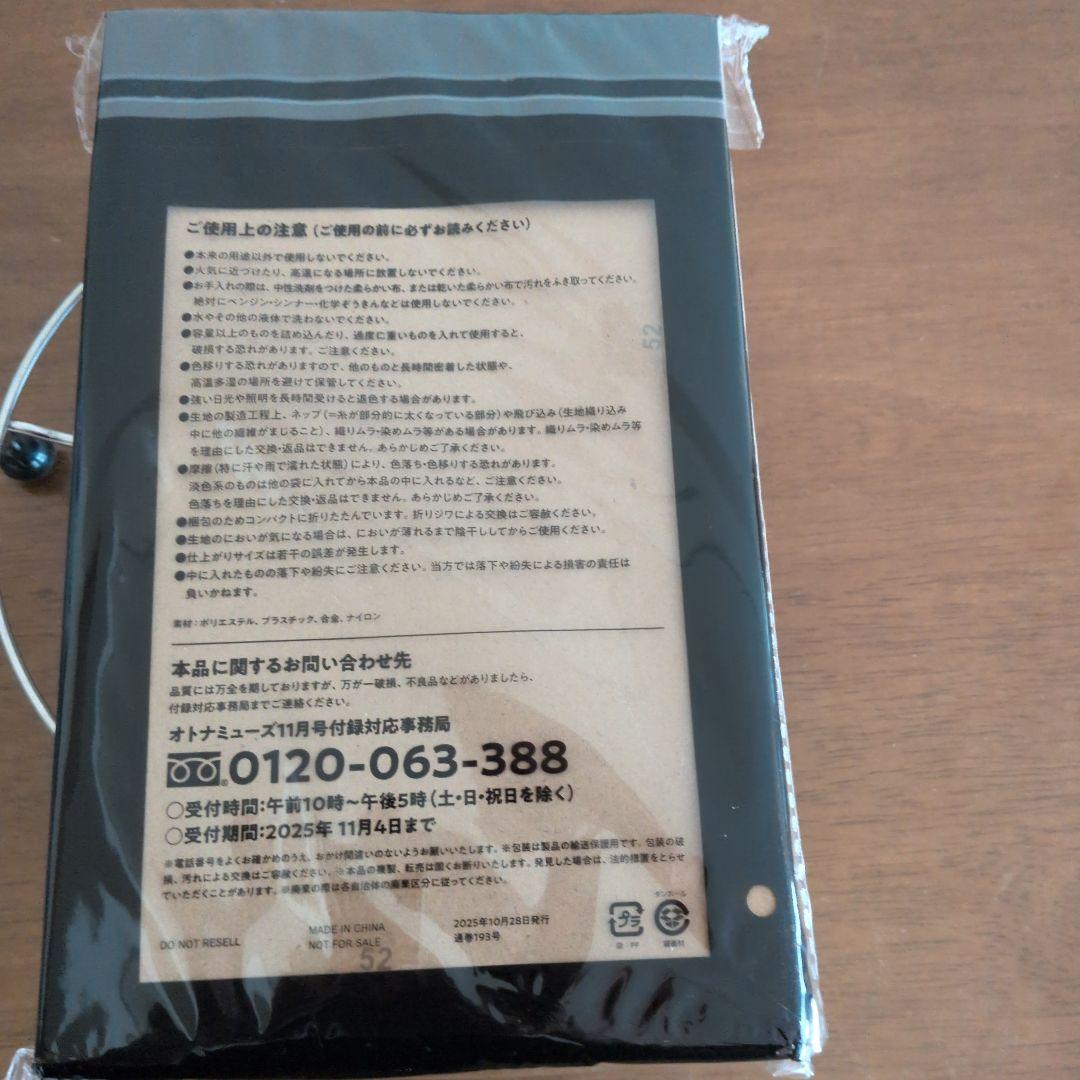 ご使用上の注意(ご使用の前に必ずお読みください)
●本来の用途以外で使用しないでください。
●火気に近づけたり、高温になる場所に放置しないでください。
●お手入れの際は、中性洗剤をつけた柔らかい布、または乾いた柔らかい布で汚れをふき取ってください。
絶対にベンジン・シンナー・化学ぞうきんなどは使用しないでください。
●水やその他の液体で洗わないでください。
●容量以上のものを詰め込んだり、過度に重いものを入れて使用すると、
破損する恐れがあります。ご注意ください。
●色移りする恐れがありますので、他のものと長時間密着した状態や、
高温多湿の場所を避けて保管してください。
●強い日光や照明を長時間受けると退色する場合があります。
●生地の製造工程上、ネップ(=糸が部分的に太くなっている部分)や飛び込み(生地織り込み
中に他の繊維がまじること)、織りムラ・染めムラ等がある場合があります。織りムラ・染めムラ等
を理由にした交換・返品はできません。あらかじめご了承ください。
●摩擦(特に汗や雨で濡れた状態)により、色落ち・色移りする恐れがあります。
淡色系のものは他の袋に入れてから本品の中に入れるなど、ご注意ください。
色落ちを理由にした交換・返品はできません。あらかじめご了承ください。
●梱包のためコンパクトに折りたたんでいます。折りジワによる交換はご容赦ください。
●生地のにおいが気になる場合は、においが薄れるまで陰干ししてからご使用ください。
●仕上がりサイズは若干の誤差が発生します。
●中に入れたものの落下や紛失にご注意ください。当方では落下や紛失による損害の責任は
負いかねます。
素材:ポリエステル、プラスチック、合金、ナイロン
本品に関するお問い合わせ先
品質には万全を期しておりますが、万が一破損、不良品などがありましたら、
付録対応事務局までご連絡ください。
オトナミューズ11月号付録対応事務局
0120-063-388
○受付時間:午前10時〜午後5時(土・日・祝日を除く)
○受付期間:2025年 11月4日まで
※電話番号をよくお確かめのうえ、おかけ間違いのないようお願いいたします。※包装は製品の輸送保護用です。包装の破
損、汚れによる交換はご容赦ください。※本品の複製、転売は固くお断りいたします。発見した場合は、法的措置をとらせ
ていただくことがあります。※廃棄の際は各自治体の廃棄区分に従ってください。
DO NOT RESELL
MADE IN CHINA
NOT FOR SALE
2025年10月28日発行
通巻193号
プラ
袋:PP
ダンボール
緩衝材
52
52